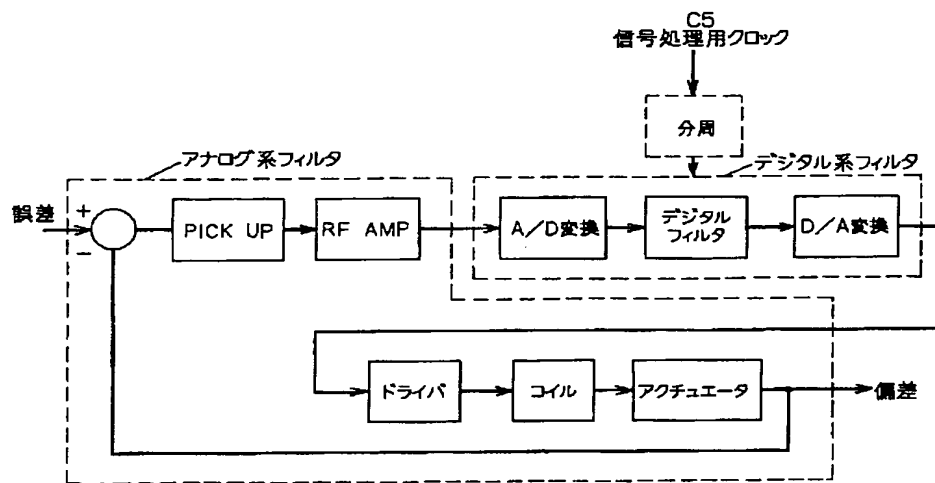 C5
信号処理用クロック
分周
アナログ系フィルタ
デジタル系フィルタ
誤差
+
−
PICK UP
RF AMP
A/D変換
デジタル
フィルタ
D/A変換
ドライバ
コイル
アクチュエータ
偏差